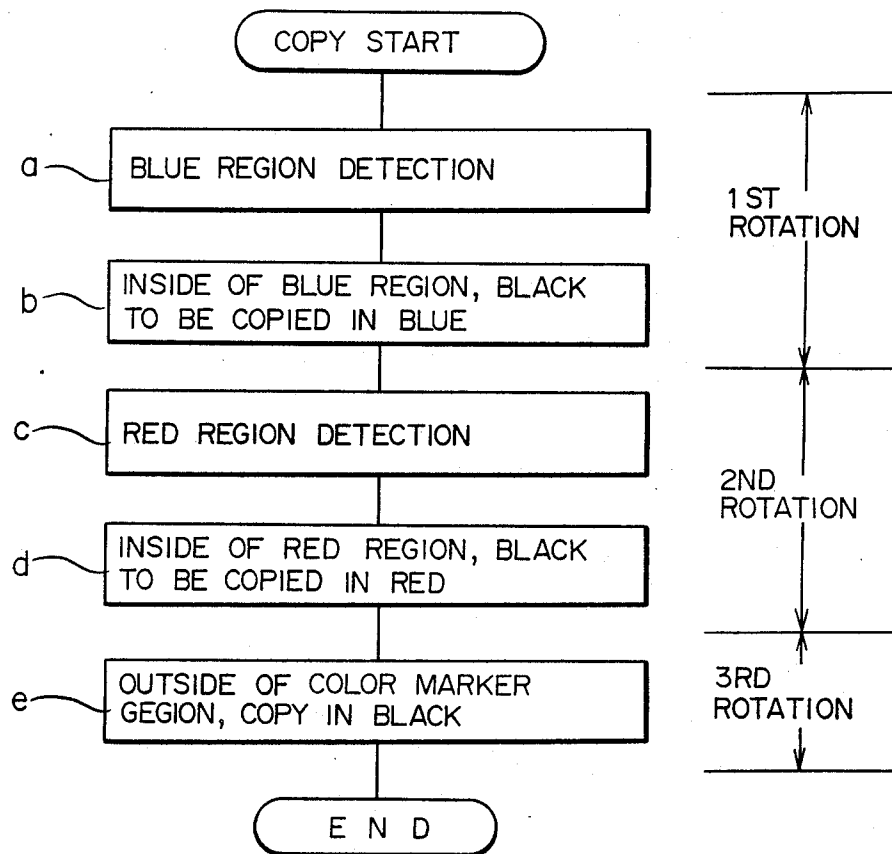 COPY START
a
BLUE REGION DETECTION
b
INSIDE OF BLUE REGION, BLACK
TO BE COPIED IN BLUE
1ST
ROTATION
c
RED REGION DETECTION
d
INSIDE OF RED REGION, BLACK
TO BE COPIED IN RED
2ND
ROTATION
e
OUTSIDE OF COLOR MARKER
GEGION, COPY IN BLACK
3RD
ROTATION
END